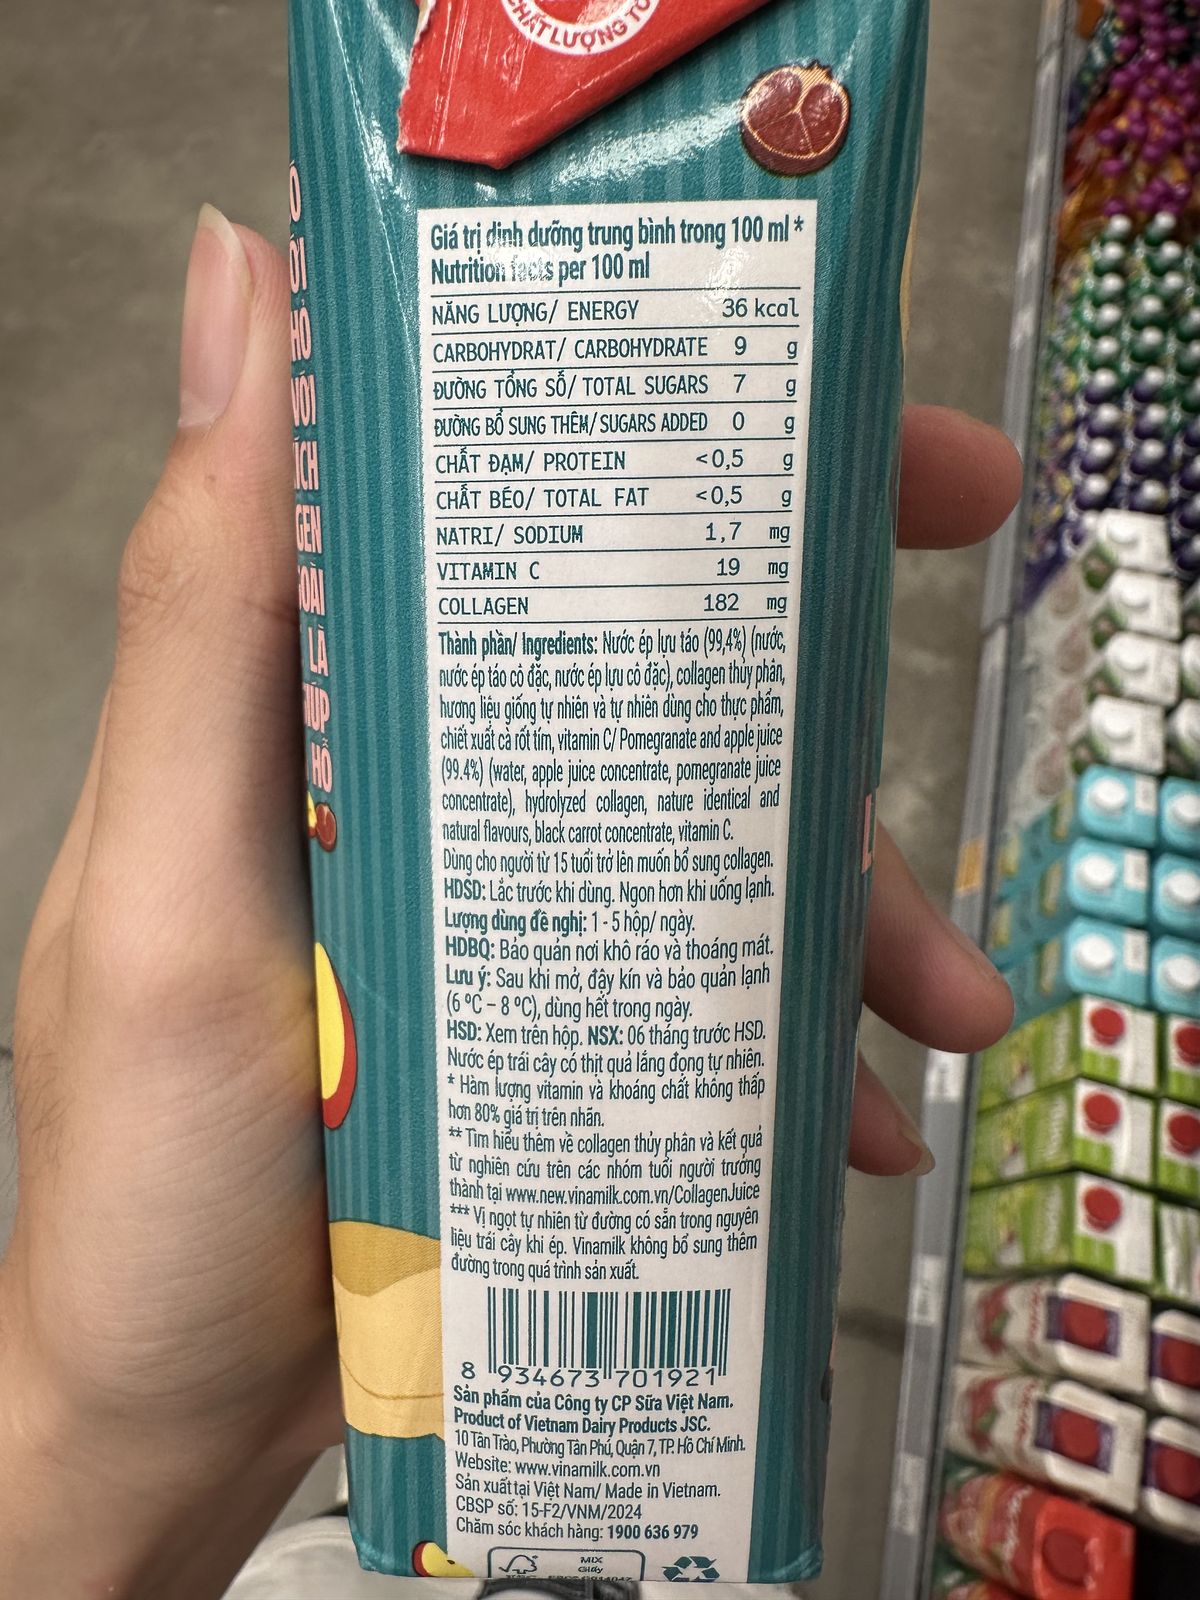 CHẤT LƯỢNG
Giá trị dinh dưỡng trung bình trong 100 ml *
Nutrition facts per 100 ml
NĂNG LƯỢNG/ ENERGY 36 kcal
CARBOHYDRAT/ CARBOHYDRATE 9 g
ĐƯỜNG TỔNG SỐ/ TOTAL SUGARS 7 g
ĐƯỜNG BỔ SUNG THÊM/ SUGARS ADDED 0 g
CHẤT ĐẠM/ PROTEIN <0,5 g
CHẤT BÉO/ TOTAL FAT <0,5 g
NATRI/ SODIUM 1,7 mg
VITAMIN C 19 mg
COLLAGEN 182 mg
Thành phần/ Ingredients: Nước ép lựu táo (99,4%) (nước,
nước ép táo cô đặc, nước ép lựu cô đặc), collagen thủy phân,
hương liệu giống tự nhiên và tự nhiên dùng cho thực phẩm,
chiết xuất cà rốt tím, vitamin C/ Pomegranate and apple juice
(99.4%) (water, apple juice concentrate, pomegranate juice
concentrate), hydrolyzed collagen, nature identical and
natural flavours, black carrot concentrate, vitamin C.
Dùng cho người từ 15 tuổi trở lên muốn bổ sung collagen.
HDSD: Lắc trước khi dùng. Ngon hơn khi uống lạnh.
Lượng dùng đề nghị: 1 - 5 hộp/ ngày.
HDBQ: Bảo quản nơi khô ráo và thoáng mát.
Lưu ý: Sau khi mở, đậy kín và bảo quản lạnh
(6 °C – 8 °C), dùng hết trong ngày.
HSD: Xem trên hộp. NSX: 06 tháng trước HSD.
Nước ép trái cây có thịt quả lắng đọng tự nhiên.
* Hàm lượng vitamin và khoáng chất không thấp
hơn 80% giá trị trên nhãn.
** Tìm hiểu thêm về collagen thủy phân và kết quả
từ nghiên cứu trên các nhóm tuổi người trưởng
thành tại www.new.vinamilk.com.vn/CollagenJuice
*** Vị ngọt tự nhiên từ đường có sẵn trong nguyên
liệu trái cây khi ép. Vinamilk không bổ sung thêm
đường trong quá trình sản xuất.
8 934673 701921
Sản phẩm của Công ty CP Sữa Việt Nam.
Product of Vietnam Dairy Products JSC.
10 Tân Trào, Phường Tân Phú, Quận 7, TP. Hồ Chí Minh.
Website: www.vinamilk.com.vn
Sản xuất tại Việt Nam/ Made in Vietnam.
CBSP số: 15-F2/VNM/2024
Chăm sóc khách hàng: 1900 636 979
MIX
Giấy